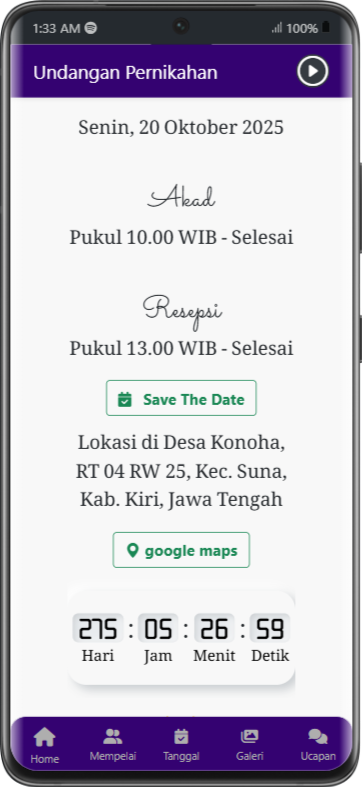 1:33 AM
100%
Undangan Pernikahan
Senin, 20 Oktober 2025
Akad
Pukul 10.00 WIB - Selesai
Resepsi
Pukul 13.00 WIB - Selesai
Save The Date
Lokasi di Desa Konoha,
RT 04 RW 25, Kec. Suna,
Kab. Kiri, Jawa Tengah
google maps
275 : 05 : 26 : 59
Hari Jam Menit Detik
Home Mempelai Tanggal Galeri Ucapan